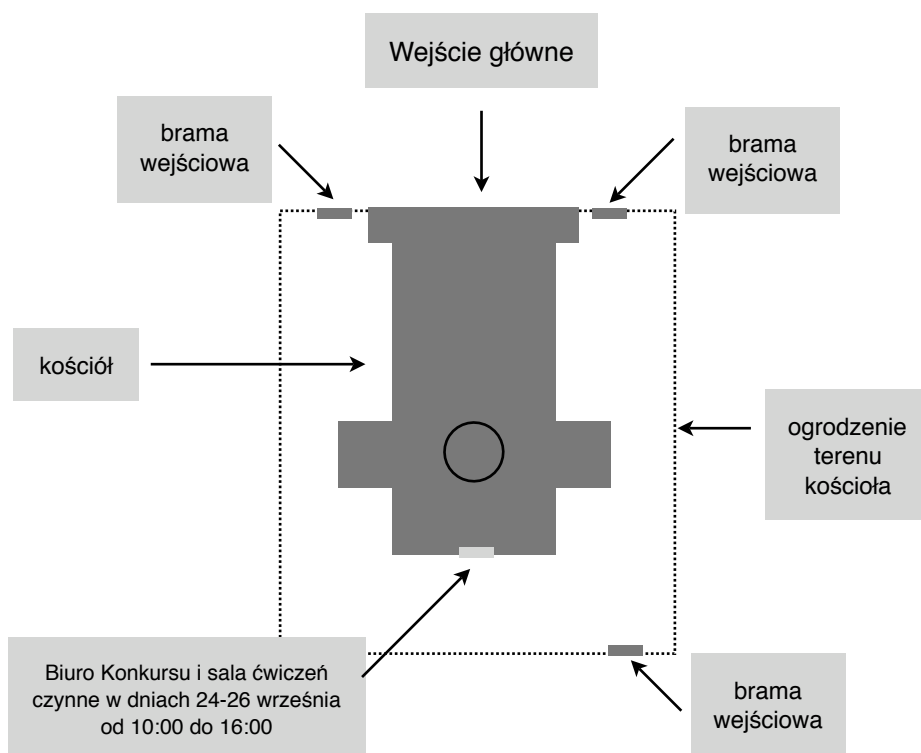 Wejście główne
brama
wejściowa
brama
wejściowa
kościół
ogrodzenie
terenu
kościoła
Biuro Konkursu i sala ćwiczeń
czynne w dniach 24-26 września
od 10:00 do 16:00
brama
wejściowa